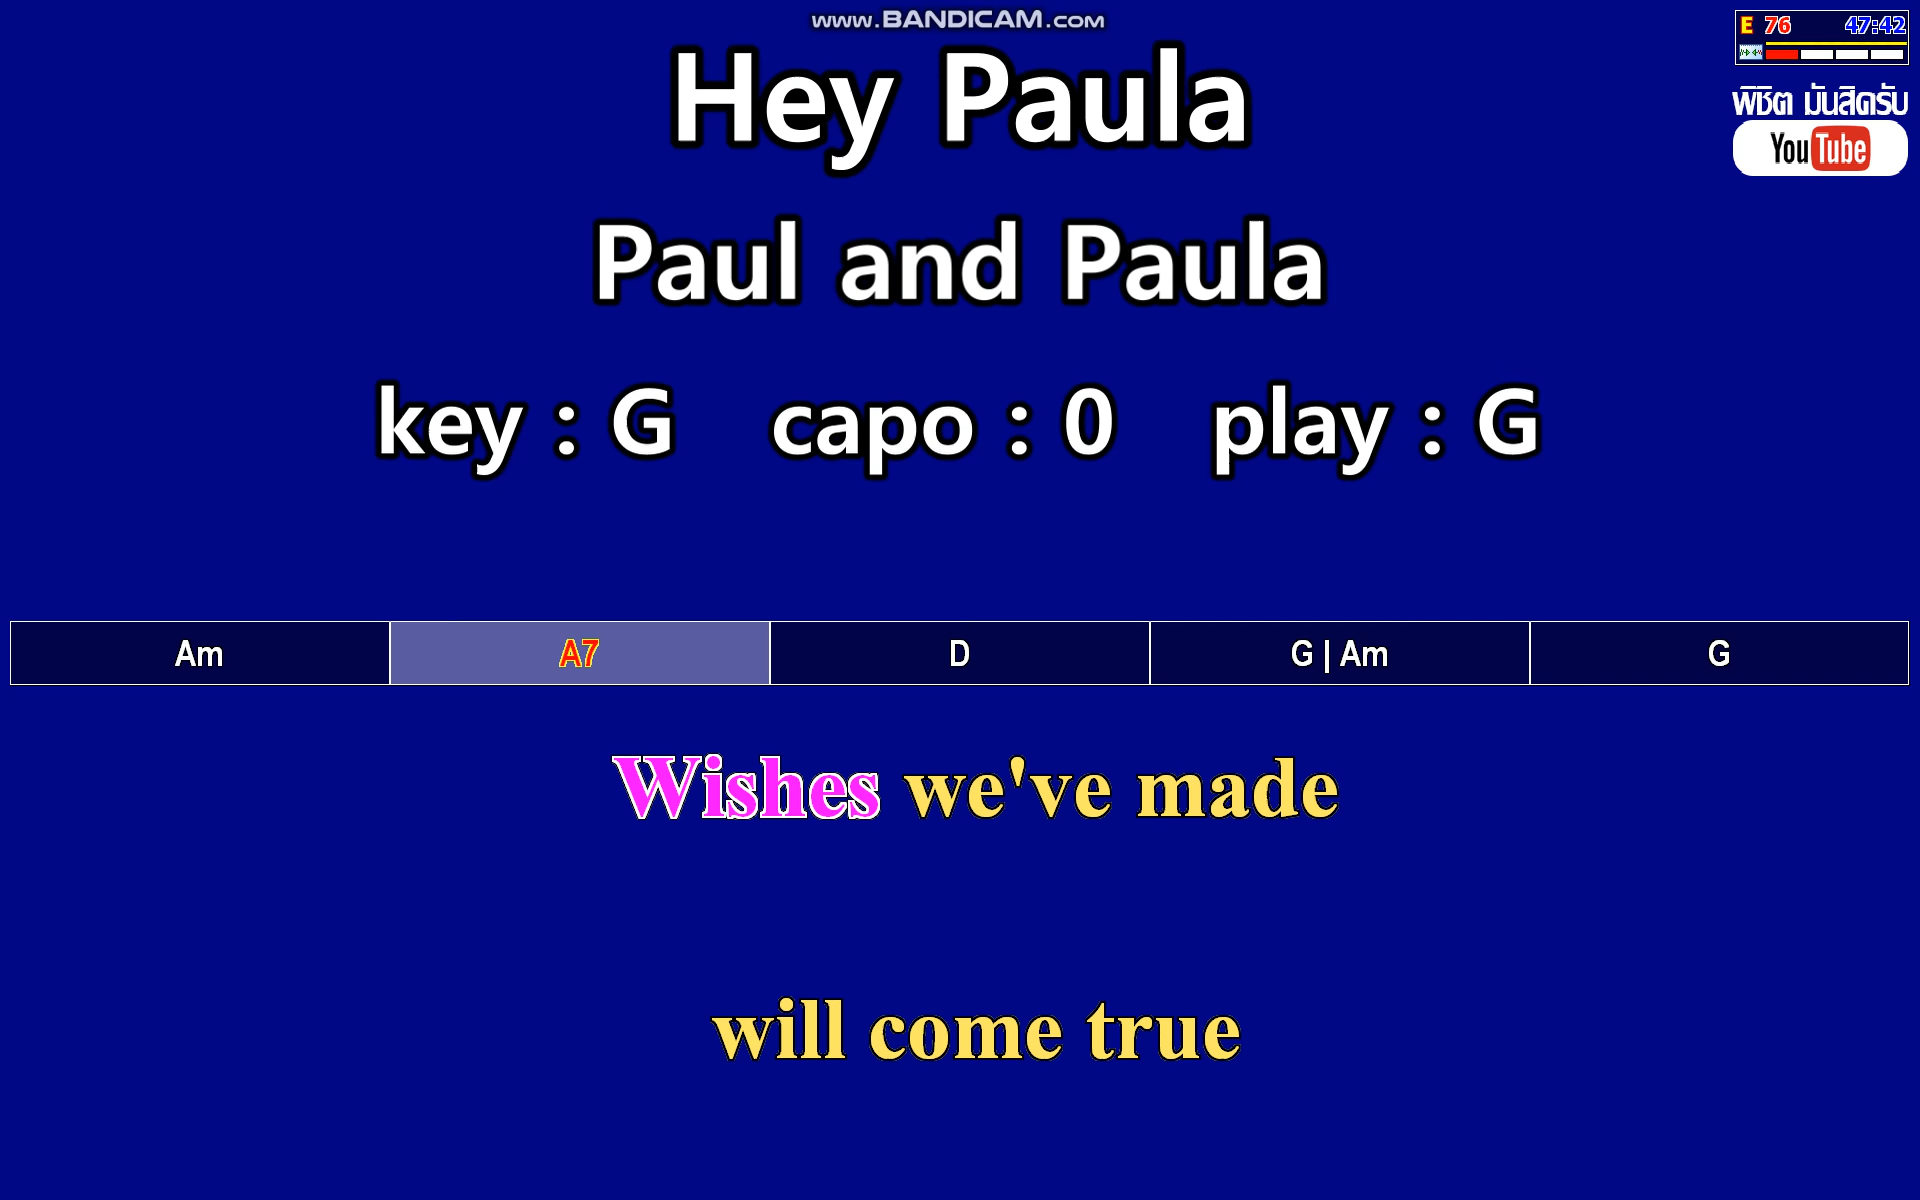 www.BANDICAM.com
E 76 47:42
Hey Paula
พิชิต มันสิครับ
YouTube
Paul and Paula
key : G capo : 0 play : G
Am A7 D G | Am G
Wishes we've made
will come true